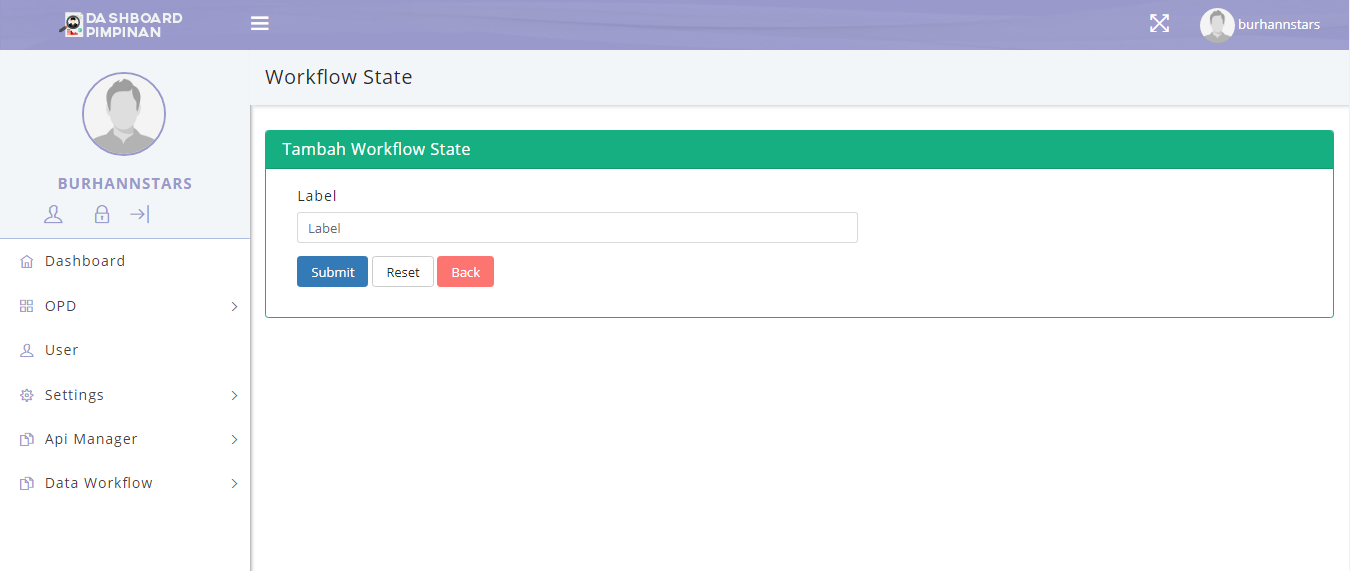 DASHBOARD
PIMPINAN
burhannstars
Workflow State
BURHANNSTARS
Dashboard
OPD
User
Settings
Api Manager
Data Workflow
Tambah Workflow State
Label
Label
Submit Reset Back